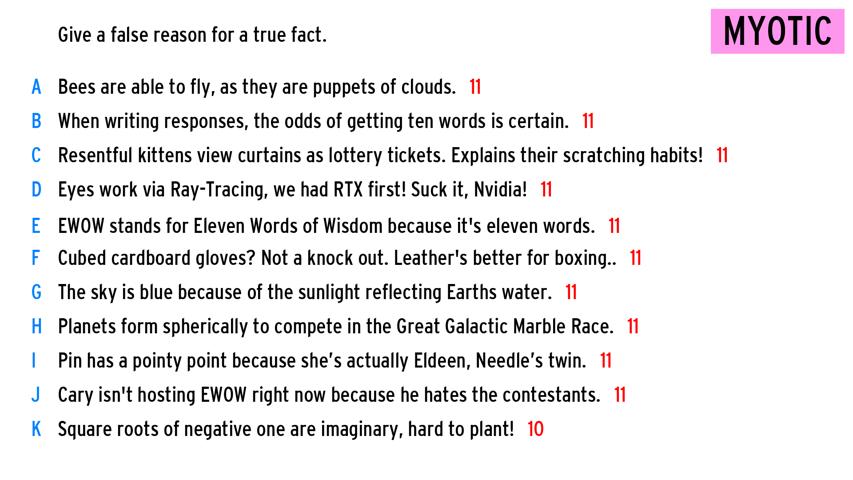 Give a false reason for a true fact.
MYOTIC
A Bees are able to fly, as they are puppets of clouds. 11
B When writing responses, the odds of getting ten words is certain. 11
C Resentful kittens view curtains as lottery tickets. Explains their scratching habits! 11
D Eyes work via Ray-Tracing, we had RTX first! Suck it, Nvidia! 11
E EWOW stands for Eleven Words of Wisdom because it's eleven words. 11
F Cubed cardboard gloves? Not a knock out. Leather's better for boxing.. 11
G The sky is blue because of the sunlight reflecting Earths water. 11
H Planets form spherically to compete in the Great Galactic Marble Race. 11
I Pin has a pointy point because she’s actually Eldeen, Needle’s twin. 11
J Cary isn't hosting EWOW right now because he hates the contestants. 11
K Square roots of negative one are imaginary, hard to plant! 10